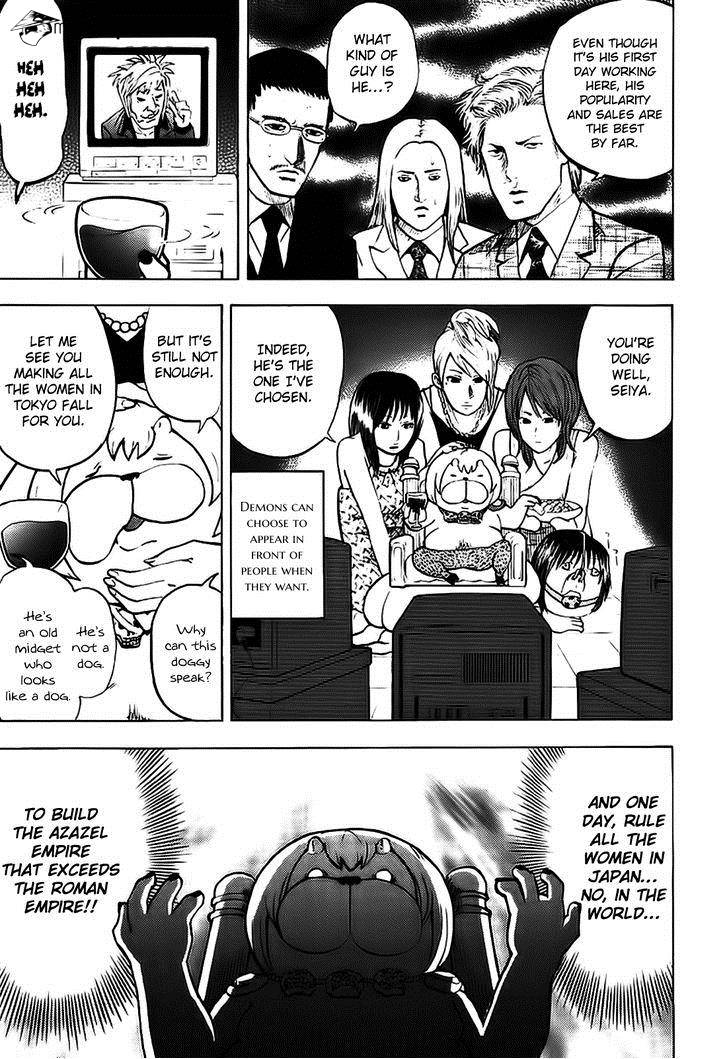 EVEN THOUGH
IT'S HIS FIRST
DAY WORKING
HERE, HIS
POPULARITY
AND SALES ARE
THE BEST
BY FAR.
WHAT
KIND OF
GUY IS
HE...?
HEH
HEH
HEH.
YOU'RE
DOING
WELL,
SEIYA.
INDEED,
HE'S THE
ONE I'VE
CHOSEN.
DEMONS CAN
CHOOSE TO
APPEAR IN
FRONT OF
PEOPLE WHEN
THEY WANT.
BUT IT'S
STILL NOT
ENOUGH.
LET ME
SEE YOU
MAKING ALL
THE WOMEN IN
TOKYO FALL
FOR YOU.
Why
can this
doggy
speak?
He's
not a
dog.
He's
an old
midget
who
looks
like a dog.
AND ONE
DAY, RULE
ALL THE
WOMEN IN
JAPAN...
NO, IN THE
WORLD...
TO BUILD
THE AZAZEL
EMPIRE
THAT EXCEEDS
THE ROMAN
EMPIRE!!